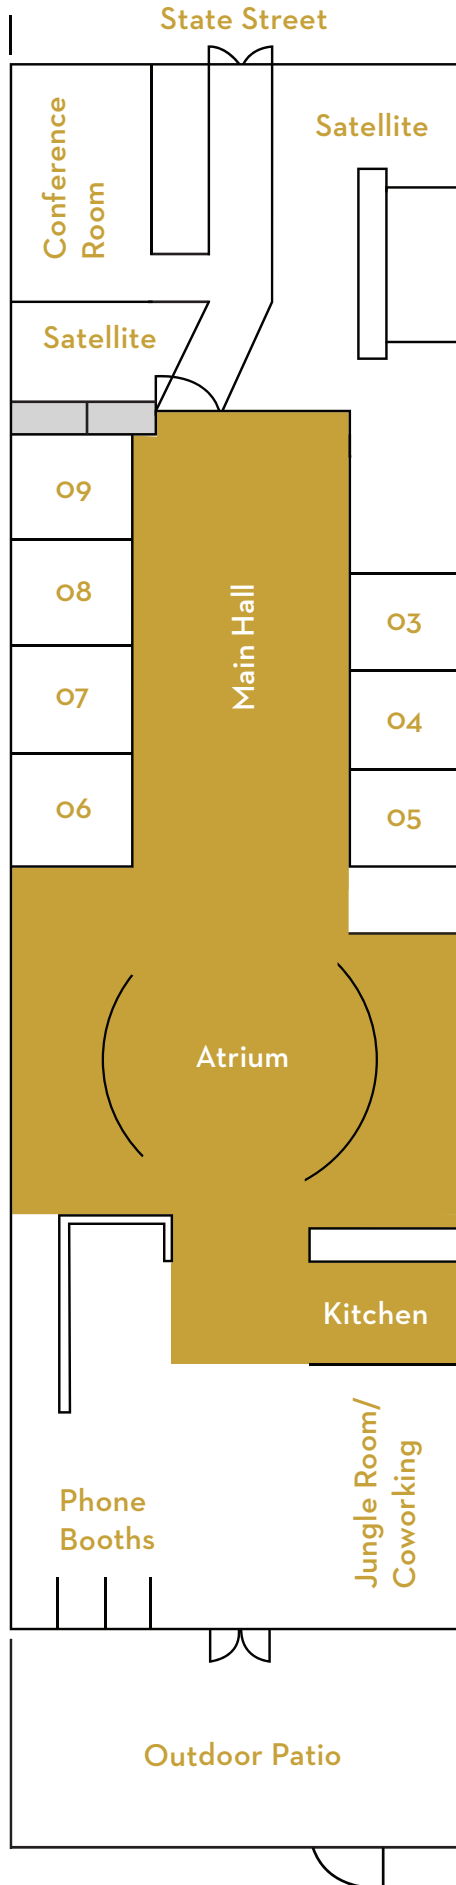 State Street
Conference
Room
Satellite
Satellite
09
08
07
06
Main Hall
03
04
05
Atrium
Kitchen
Jungle Room/
Coworking
Phone
Booths
Outdoor Patio